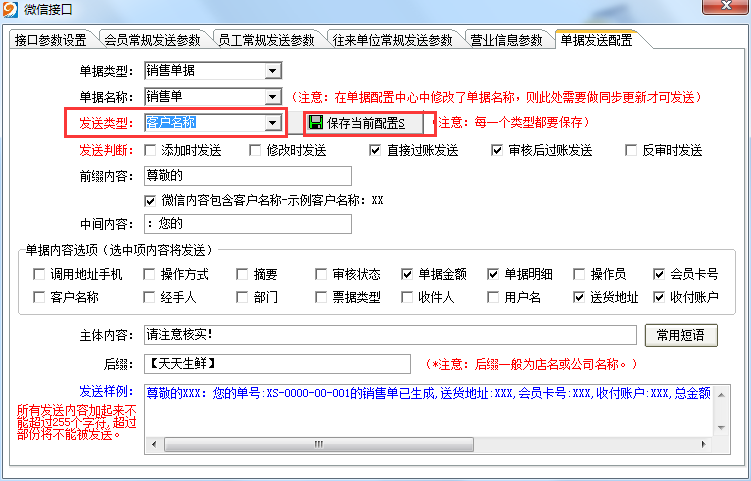 微信接口
接口参数设置 会员常规发送参数 员工常规发送参数 往来单位常规发送参数 营业信息参数 单据发送配置
单据类型： 销售单据
单据名称： 销售单 （注意：在单据配置中心中修改了单据名称，则此处需要做同步更新才可发送）
发送类型： 客户名称 保存当前配置S （注意：每一个类型都要保存）
发送判断： 添加时发送 修改时发送 直接过账发送 审核后过账发送 反审时发送
前缀内容： 尊敬的
微信内容包含客户名称-示例客户名称：XX
中间内容： ：您的
单据内容选项（选中项内容将发送）
调用地址手机 操作方式 摘要 审核状态 单据金额 单据明细 操作员 会员卡号
客户名称 经手人 部门 票据类型 收件人 用户名 送货地址 收付账户
主体内容： 请注意核实！ 常用短语
后缀： 【天天生鲜】 （*注意：后缀一般为店名或公司名称。）
发送样例： 尊敬的XXX：您的单号:XS-0000-00-001的销售单已生成,送货地址:XXX,会员卡号:XXX,收付账户:XXX,总金额
所有发送内容加起来不
能超过255个字符,超过
部份将不能被发送。